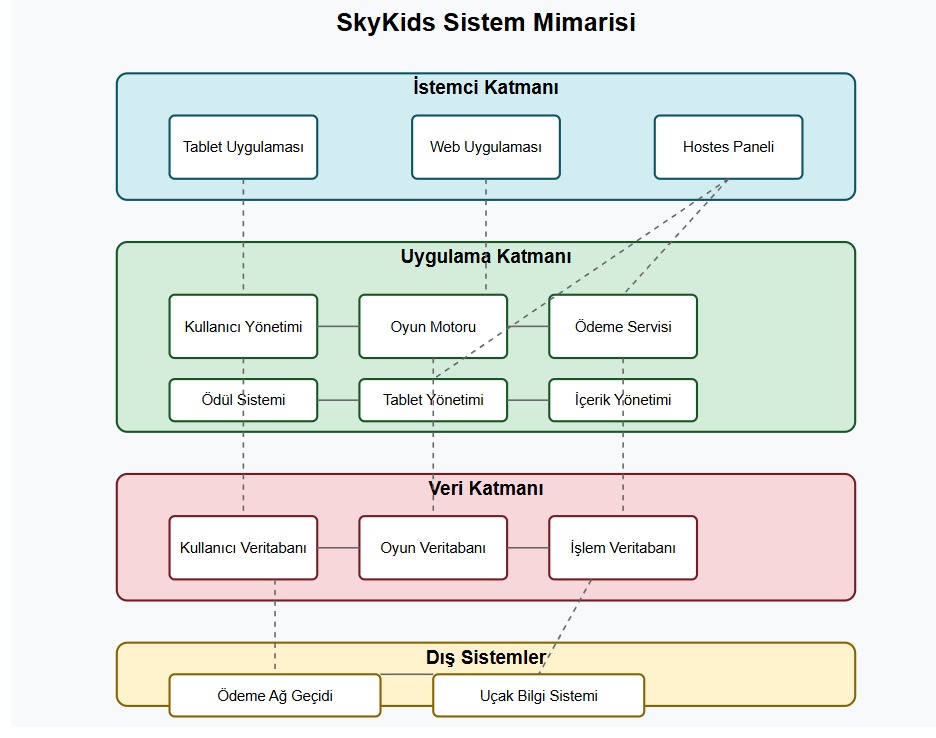 SkyKids Sistem Mimarisi
İstemci Katmanı
Tablet Uygulaması
Web Uygulaması
Hostes Paneli
Uygulama Katmanı
Kullanıcı Yönetimi
Oyun Motoru
Ödeme Servisi
Ödül Sistemi
Tablet Yönetimi
İçerik Yönetimi
Veri Katmanı
Kullanıcı Veritabanı
Oyun Veritabanı
İşlem Veritabanı
Dış Sistemler
Ödeme Ağ Geçidi
Uçak Bilgi Sistemi